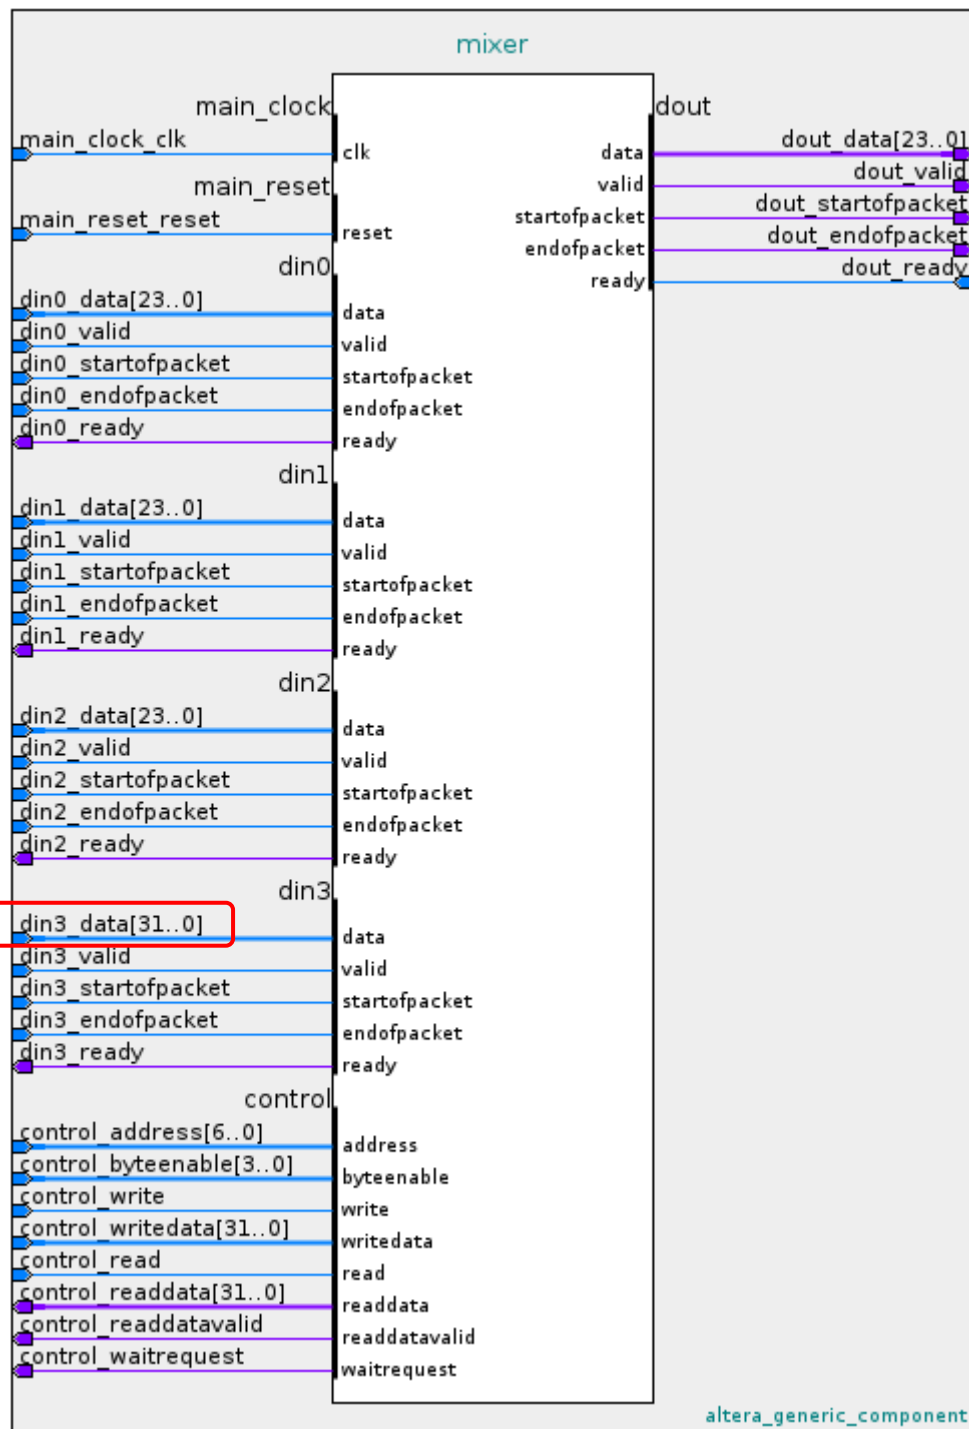 mixer
main_clock
main_clock_clk
clk
main_reset
main_reset_reset
reset
din0
din0_data[23..0]
data
din0_valid
valid
din0_startofpacket
startofpacket
din0_endofpacket
endofpacket
din0_ready
ready
din1
din1_data[23..0]
data
din1_valid
valid
din1_startofpacket
startofpacket
din1_endofpacket
endofpacket
din1_ready
ready
din2
din2_data[23..0]
data
din2_valid
valid
din2_startofpacket
startofpacket
din2_endofpacket
endofpacket
din2_ready
ready
din3
din3_data[31..0]
data
din3_valid
valid
din3_startofpacket
startofpacket
din3_endofpacket
endofpacket
din3_ready
ready
control
control_address[6..0]
address
control_byteenable[3..0]
byteenable
control_write
write
control_writedata[31..0]
writedata
control_read
read
control_readdata[31..0]
readdata
control_readdatavalid
readdatavalid
control_waitrequest
waitrequest
dout
data
dout_data[23..0]
valid
dout_valid
startofpacket
dout_startofpacket
endofpacket
dout_endofpacket
ready
dout_ready
altera_generic_component